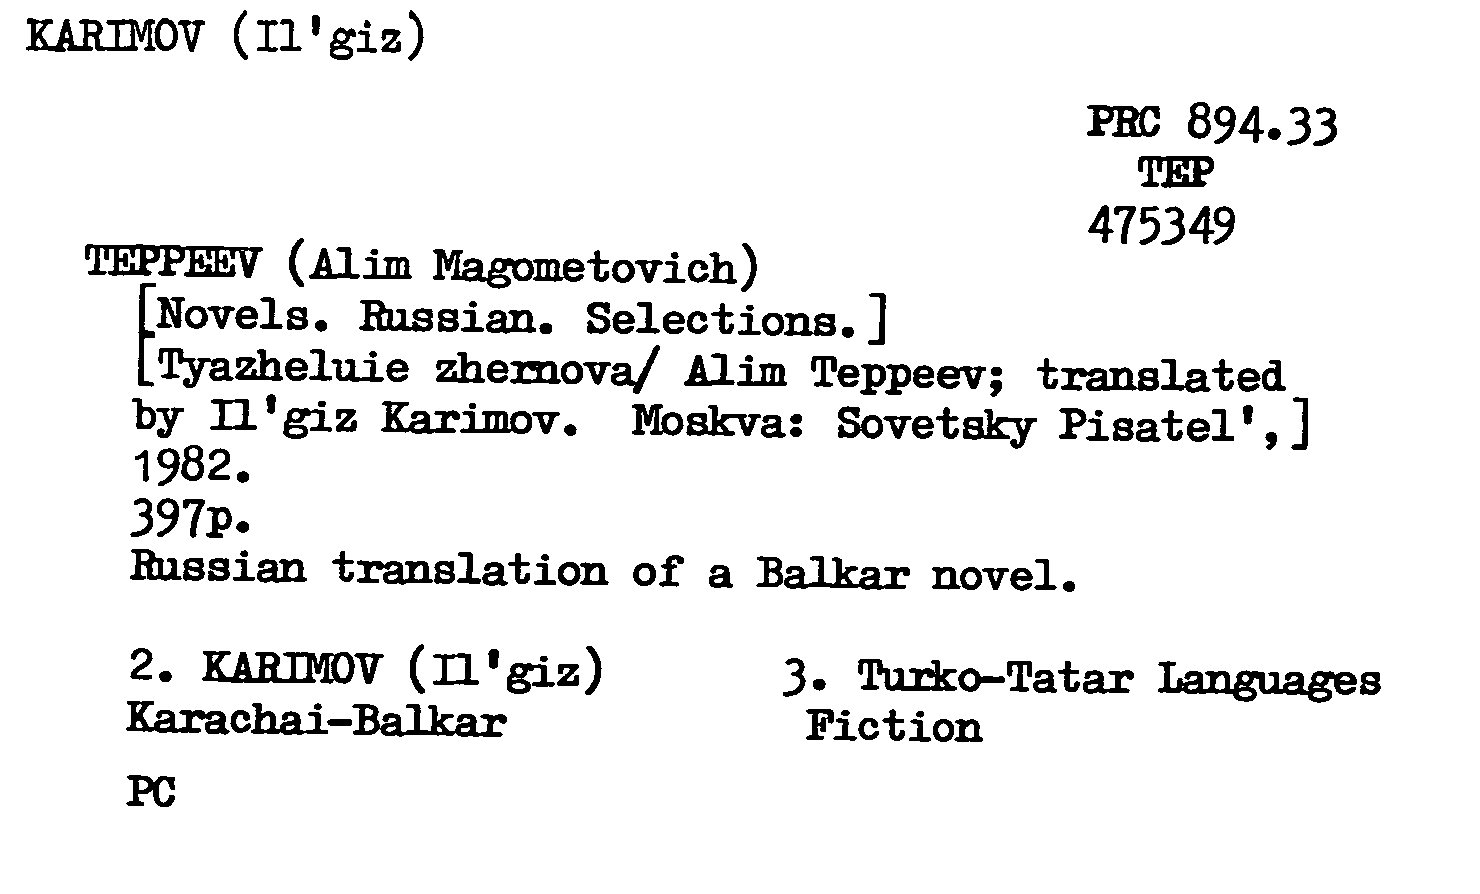 KARIMOV (Il'giz)
PRC 894.33
TEP
475349
TEPPEEV (Alim Magometovich)
[Novels. Russian. Selections.]
[Tyazheluie zhernova/ Alim Teppeev; translated
by Il'giz Karimov. Moskva: Sovetsky Pisatel',]
1982.
397p.
Russian translation of a Balkar novel.
2. KARIMOV (Il'giz) 3. Turko-Tatar Languages
Karachai-Balkar Fiction
PC